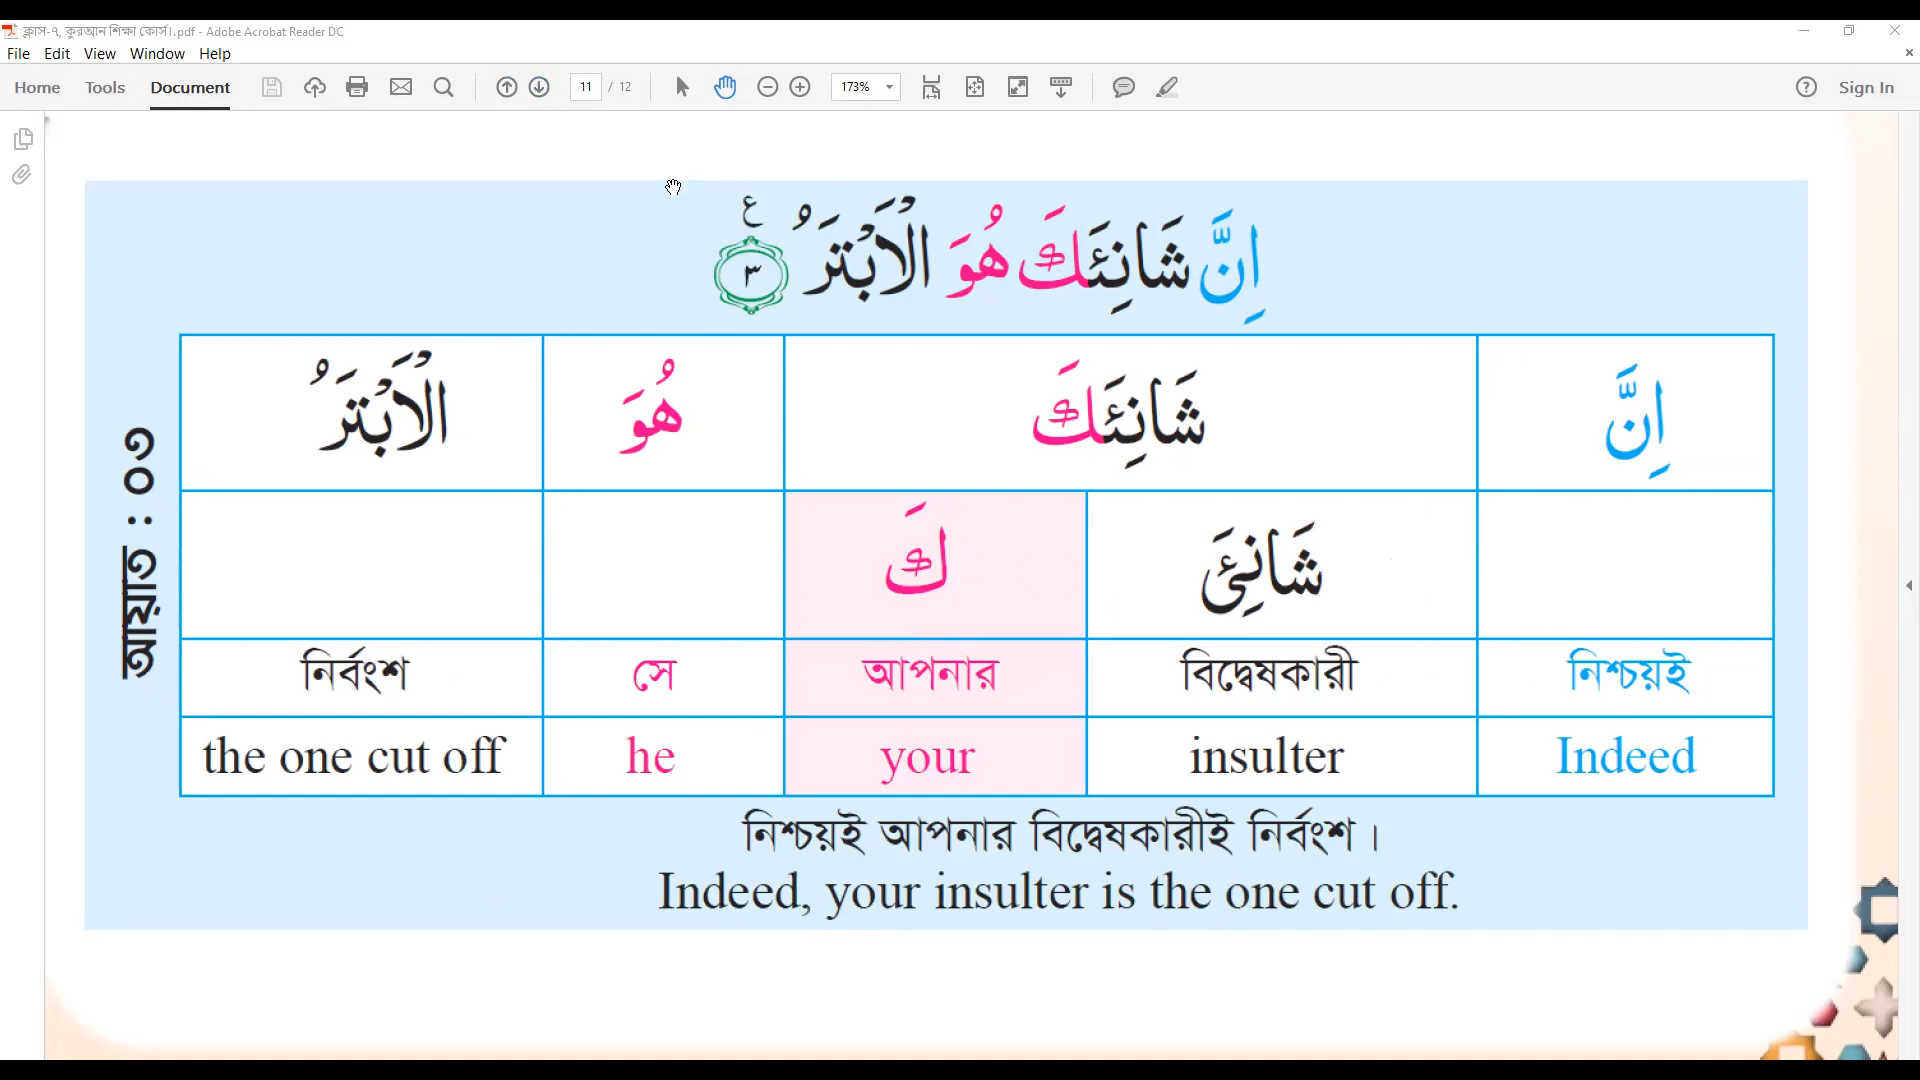 ক্লাস-৭, কুরআন শিক্ষা কোর্স।.pdf - Adobe Acrobat Reader DC
File Edit View Window Help
Home Tools Document 11 / 12 173% Sign In
اِنَّ شَانِئَكَ هُوَ الْاَبْتَرُ ﴿۳﴾ ع
আয়াত : ০৩
اِنَّ شَانِئَكَ هُوَ الْاَبْتَرُ
شَانِئَ كَ
নির্বংশ সে আপনার বিদ্বেষকারী নিশ্চয়ই
the one cut off he your insulter Indeed
নিশ্চয়ই আপনার বিদ্বেষকারীই নির্বংশ।
Indeed, your insulter is the one cut off.